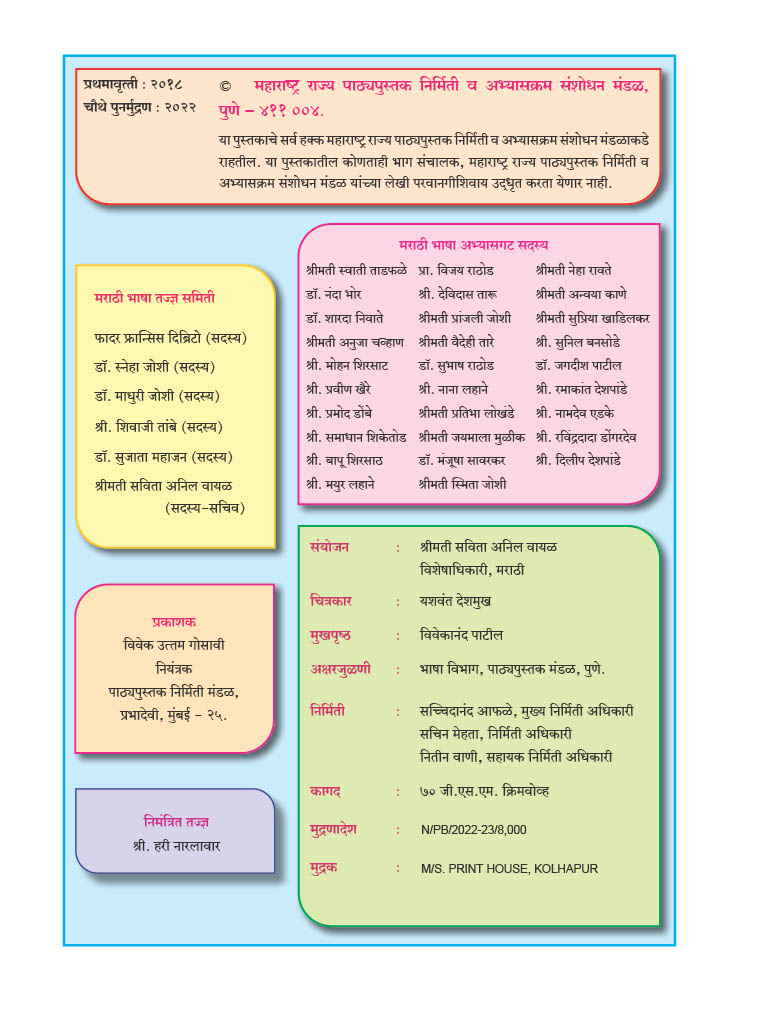 प्रथमावृत्ती : २०१८
चौथे पुनर्मुद्रण : २०२२
© महाराष्ट्र राज्य पाठ्यपुस्तक निर्मिती व अभ्यासक्रम संशोधन मंडळ,
पुणे – ४११ ००४.
या पुस्तकाचे सर्व हक्क महाराष्ट्र राज्य पाठ्यपुस्तक निर्मिती व अभ्यासक्रम संशोधन मंडळाकडे
राहतील. या पुस्तकातील कोणताही भाग संचालक, महाराष्ट्र राज्य पाठ्यपुस्तक निर्मिती व
अभ्यासक्रम संशोधन मंडळ यांच्या लेखी परवानगीशिवाय उद्धृत करता येणार नाही.
मराठी भाषा तज्ज्ञ समिती
फादर फ्रान्सिस दिब्रिटो (सदस्य)
डॉ. स्नेहा जोशी (सदस्य)
डॉ. माधुरी जोशी (सदस्य)
श्री. शिवाजी तांबे (सदस्य)
डॉ. सुजाता महाजन (सदस्य)
श्रीमती सविता अनिल वायळ
(सदस्य–सचिव)
मराठी भाषा अभ्यासगट सदस्य
श्रीमती स्वाती ताडफळे प्रा. विजय राठोड श्रीमती नेहा रावते
डॉ. नंदा भोर श्री. देविदास तारू श्रीमती अन्वया काणे
डॉ. शारदा निवाते श्रीमती प्रांजली जोशी श्रीमती सुप्रिया खाडिलकर
श्रीमती अनुजा चव्हाण श्रीमती वैदेही तारे श्री. सुनिल बनसोडे
श्री. मोहन शिरसाट डॉ. सुभाष राठोड डॉ. जगदीश पाटील
श्री. प्रवीण खैरे श्री. नाना लहाने श्री. रमाकांत देशपांडे
श्री. प्रमोद डोंबे श्रीमती प्रतिभा लोखंडे श्री. नामदेव एडके
श्री. समाधान शिकेतोड श्रीमती जयमाला मुळीक श्री. रविंद्रदादा डोंगरदेव
श्री. बापू शिरसाठ डॉ. मंजूषा सावरकर श्री. दिलीप देशपांडे
श्री. मयुर लहाने श्रीमती स्मिता जोशी
प्रकाशक
विवेक उत्तम गोसावी
नियंत्रक
पाठ्यपुस्तक निर्मिती मंडळ,
प्रभादेवी, मुंबई – २५.
निमंत्रित तज्ज्ञ
श्री. हरी नारलावार
संयोजन : श्रीमती सविता अनिल वायळ
विशेषाधिकारी, मराठी
चित्रकार : यशवंत देशमुख
मुखपृष्ठ : विवेकानंद पाटील
अक्षरजुळणी : भाषा विभाग, पाठ्यपुस्तक मंडळ, पुणे.
निर्मिती : सच्चिदानंद आफळे, मुख्य निर्मिती अधिकारी
सचिन मेहता, निर्मिती अधिकारी
नितीन वाणी, सहायक निर्मिती अधिकारी
कागद : ७० जी.एस.एम. क्रिमवोव्ह
मुद्रणादेश : N/PB/2022-23/8,000
मुद्रक : M/S. PRINT HOUSE, KOLHAPUR